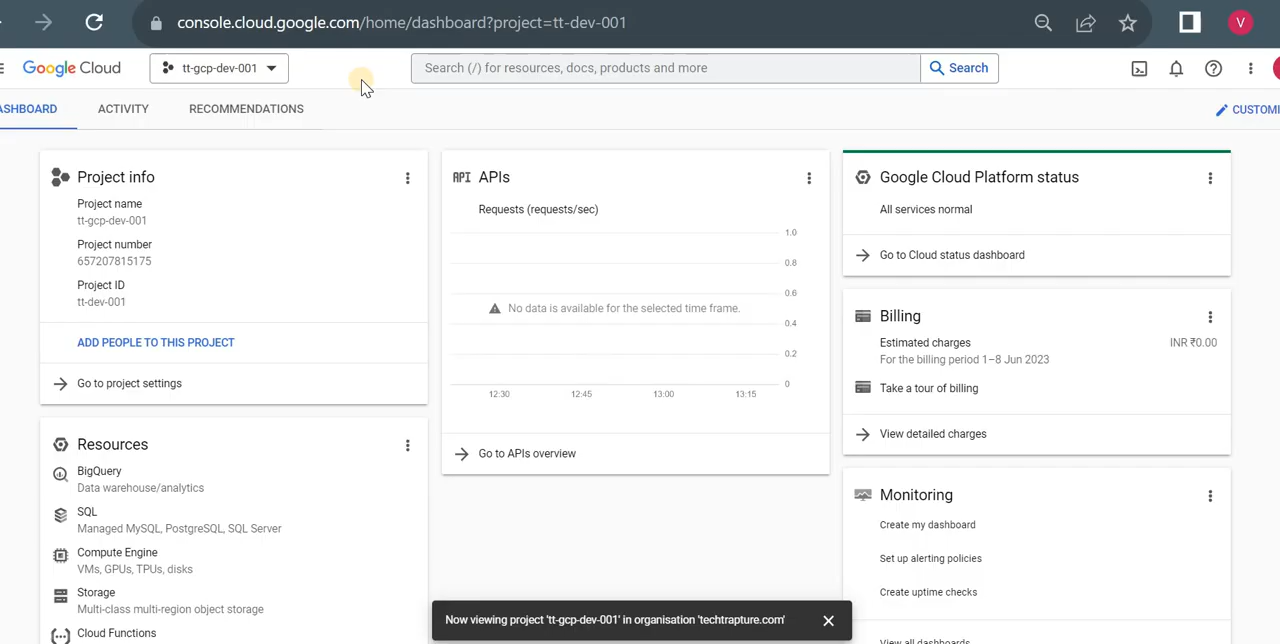 console.cloud.google.com/home/dashboard?project=tt-dev-001
V
Google Cloud
tt-gcp-dev-001
Search (/) for resources, docs, products and more
Search
ASHBOARD
ACTIVITY
RECOMMENDATIONS
CUSTOMI
Project info
Project name
tt-gcp-dev-001
Project number
657207815175
Project ID
tt-dev-001
ADD PEOPLE TO THIS PROJECT
Go to project settings
Resources
BigQuery
Data warehouse/analytics
SQL
Managed MySQL, PostgreSQL, SQL Server
Compute Engine
VMs, GPUs, TPUs, disks
Storage
Multi-class multi-region object storage
Cloud Functions
API APIs
Requests (requests/sec)
1.0
0.8
0.6
No data is available for the selected time frame.
0.4
0.2
0
12:30 12:45 13:00 13:15
Go to APIs overview
Google Cloud Platform status
All services normal
Go to Cloud status dashboard
Billing
Estimated charges INR ₹0.00
For the billing period 1–8 Jun 2023
Take a tour of billing
View detailed charges
Monitoring
Create my dashboard
Set up alerting policies
Create uptime checks
View all dashboards
Now viewing project 'tt-gcp-dev-001' in organisation 'techtrapture.com'